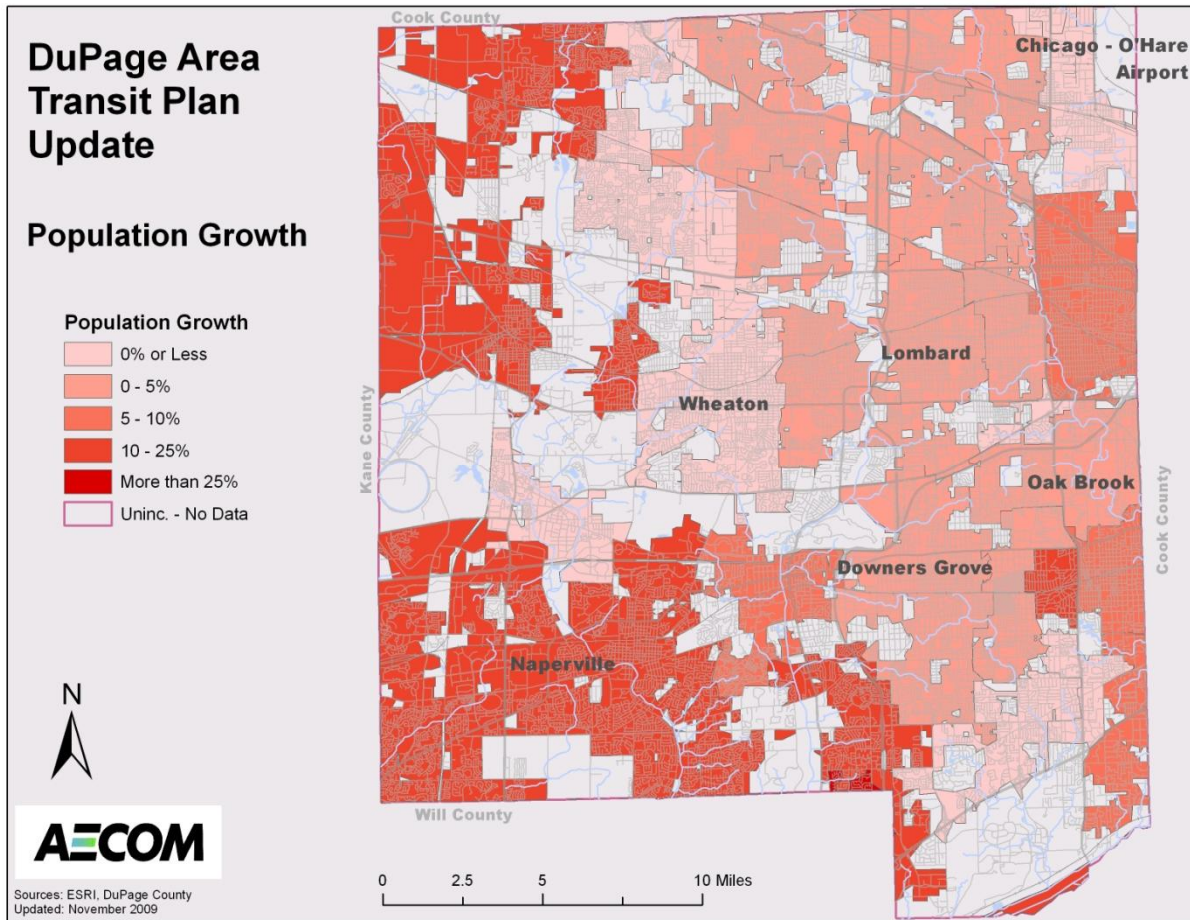 DuPage Area
Transit Plan
Update
Population Growth
Population Growth
0% or Less
0 - 5%
5 - 10%
10 - 25%
More than 25%
Uninc. - No Data
N
AECOM
Sources: ESRI, DuPage County
Updated: November 2009
Cook County
Chicago - O'Hare
Airport
Lombard
Wheaton
Kane County
Oak Brook
Cook County
Downers Grove
Naperville
Will County
0 2.5 5 10 Miles